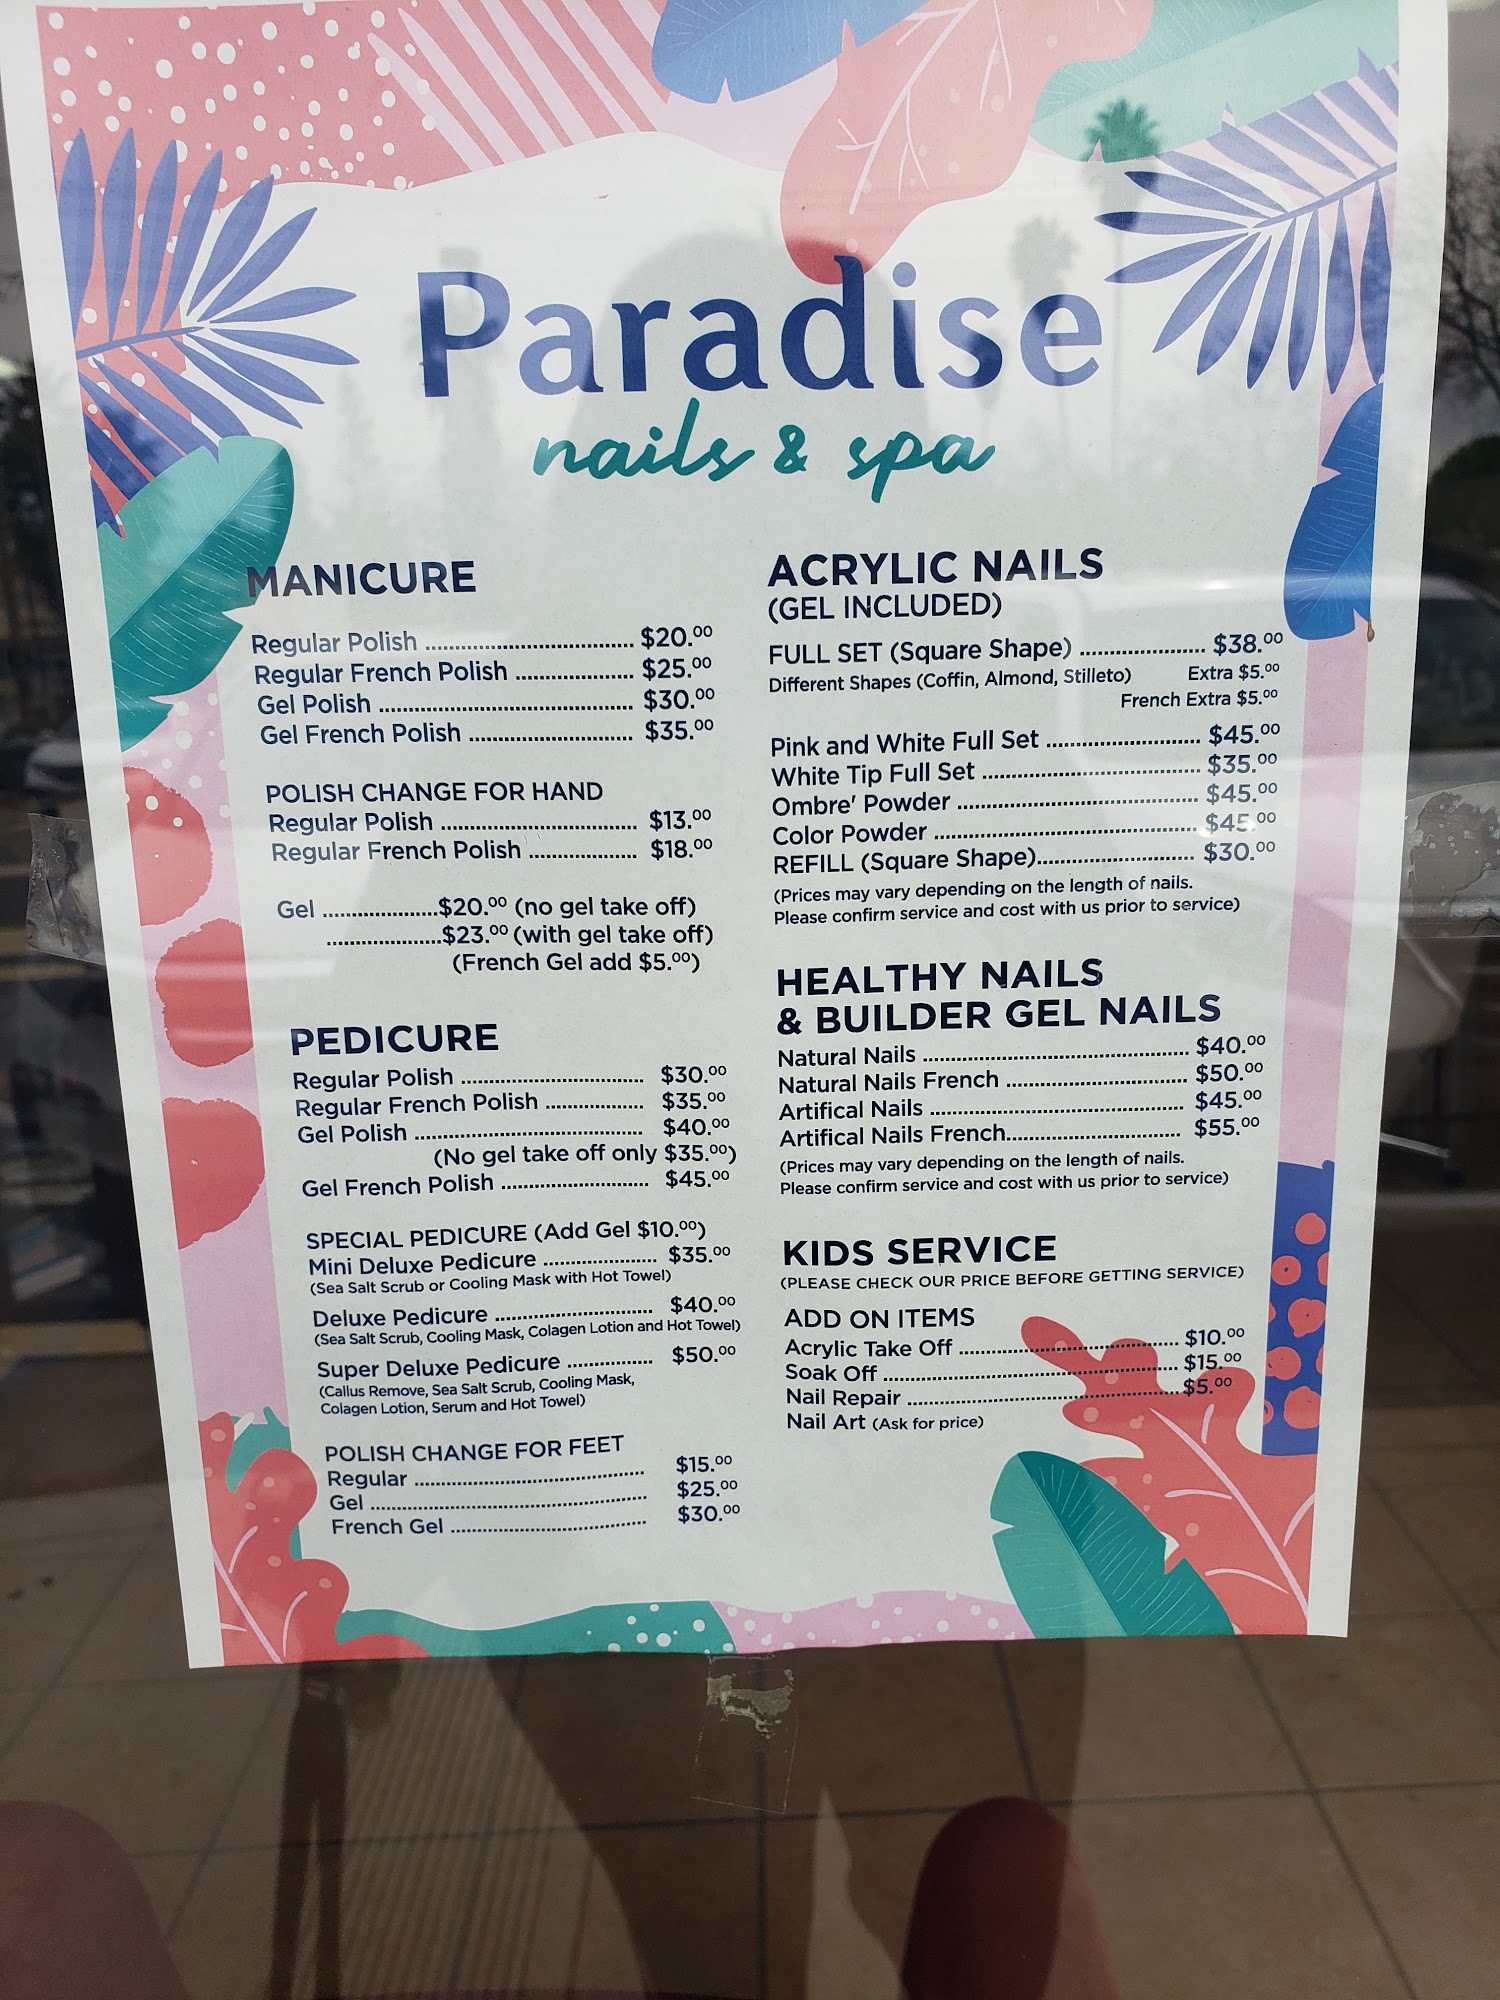 Paradise
nails & spa
MANICURE
Regular Polish ................................ $20.00
Regular French Polish .................... $25.00
Gel Polish ....................................... $30.00
Gel French Polish ......................... $35.00
POLISH CHANGE FOR HAND
Regular Polish .............................. $13.00
Regular French Polish ................. $18.00
Gel .....................$20.00 (no gel take off)
.....................$23.00 (with gel take off)
(French Gel add $5.00)
PEDICURE
Regular Polish .............................. $30.00
Regular French Polish ................ $35.00
Gel Polish ...................................... $40.00
(No gel take off only $35.00)
Gel French Polish ......................... $45.00
SPECIAL PEDICURE (Add Gel $10.00)
Mini Deluxe Pedicure .................... $35.00
(Sea Salt Scrub or Cooling Mask with Hot Towel)
Deluxe Pedicure ............................ $40.00
(Sea Salt Scrub, Cooling Mask, Colagen Lotion and Hot Towel)
Super Deluxe Pedicure ............... $50.00
(Callus Remove, Sea Salt Scrub, Cooling Mask,
Colagen Lotion, Serum and Hot Towel)
POLISH CHANGE FOR FEET
Regular ......................................... $15.00
Gel ................................................. $25.00
French Gel ................................... $30.00
ACRYLIC NAILS
(GEL INCLUDED)
FULL SET (Square Shape) ..................... $38.00
Different Shapes (Coffin, Almond, Stilleto) Extra $5.00
French Extra $5.00
Pink and White Full Set .......................... $45.00
White Tip Full Set ..................................... $35.00
Ombre' Powder ......................................... $45.00
Color Powder ............................................. $45.00
REFILL (Square Shape)........................... $30.00
(Prices may vary depending on the length of nails.
Please confirm service and cost with us prior to service)
HEALTHY NAILS
& BUILDER GEL NAILS
Natural Nails ............................................. $40.00
Natural Nails French ............................... $50.00
Artifical Nails ........................................... $45.00
Artifical Nails French.............................. $55.00
(Prices may vary depending on the length of nails.
Please confirm service and cost with us prior to service)
KIDS SERVICE
(PLEASE CHECK OUR PRICE BEFORE GETTING SERVICE)
ADD ON ITEMS
Acrylic Take Off ...................................... $10.00
Soak Off .................................................... $15.00
Nail Repair ................................................ $5.00
Nail Art (Ask for price)